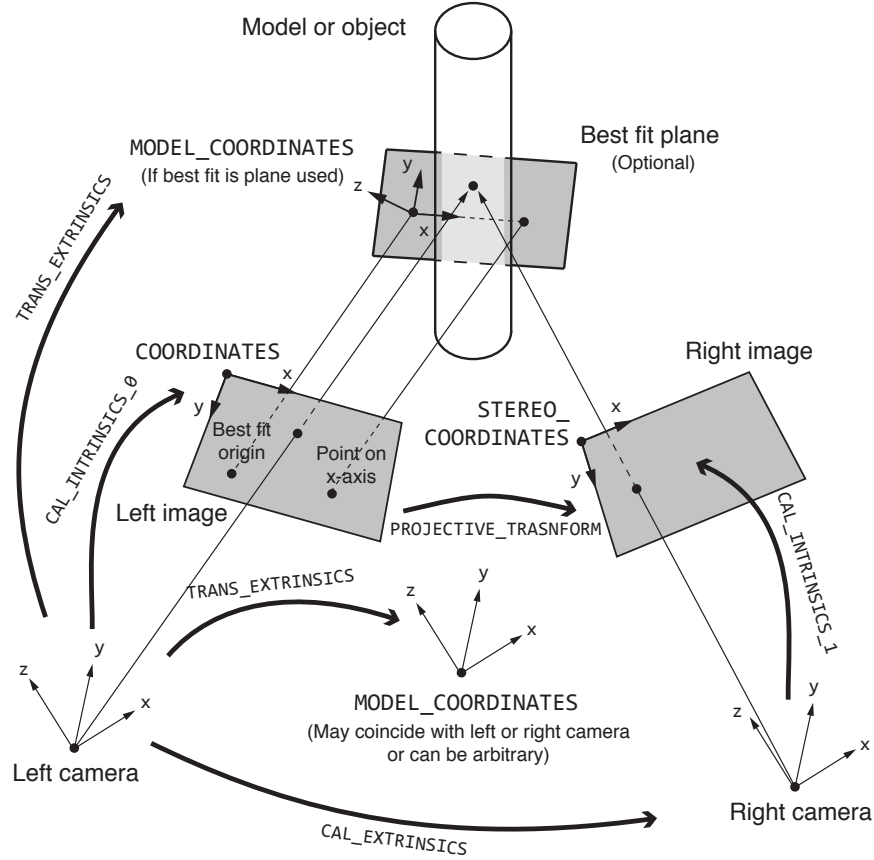 Model or object
Best fit plane
(Optional)
MODEL_COORDINATES
(If best fit is plane used)
y
z
x
TRANS_EXTRINSICS
COORDINATES
x
y
Best fit
origin
Point on
x-axis
Left image
CAL_INTRINSICS_0
Right image
STEREO_
COORDINATES
x
y
PROJECTIVE_TRASNFORM
CAL_INTRINSICS_1
TRANS_EXTRINSICS
z
y
x
MODEL_COORDINATES
(May coincide with left or right camera
or can be arbitrary)
z
y
x
Left camera
z
y
x
Right camera
CAL_EXTRINSICS